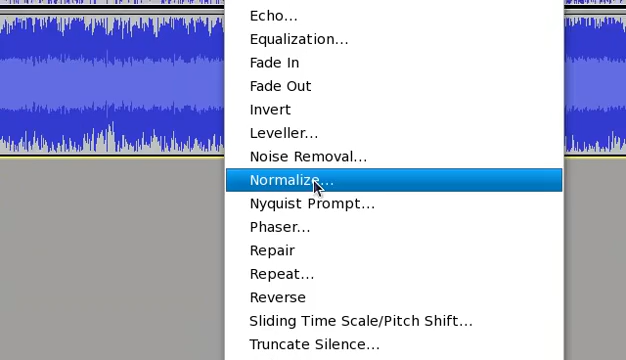 Echo...
Equalization...
Fade In
Fade Out
Invert
Leveller...
Noise Removal...
Normalize...
Nyquist Prompt...
Phaser...
Repair
Repeat...
Reverse
Sliding Time Scale/Pitch Shift...
Truncate Silence...